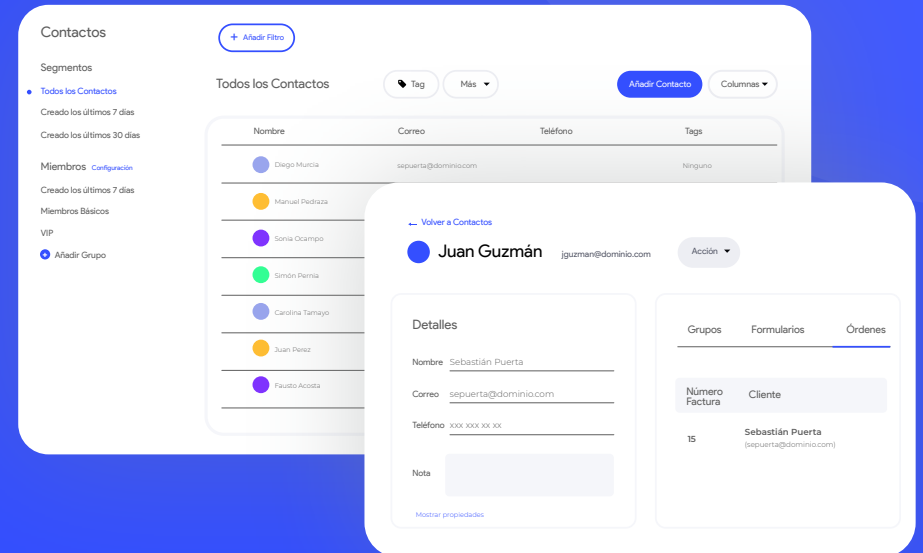 Contactos
Segmentos
Todos los Contactos
Creado los últimos 7 días
Creado los últimos 30 días
Miembros Configuración
Creado los últimos 7 días
Miembros Básicos
VIP
Añadir Grupo
+ Añadir Filtro
Todos los Contactos
Tag
Más
Añadir Contacto
Columnas
Nombre Correo Teléfono Tags
Diego Murcia sepuerta@dominio.com Ninguno
Manuel Pedraza
Sonia Ocampo
Simón Pernia
Carolina Tamayo
Juan Perez
Fausto Acosta
← Volver a Contactos
Juan Guzmán jguzman@dominio.com Acción
Detalles
Nombre Sebastián Puerta
Correo sepuerta@dominio.com
Teléfono xxx xxx xx xx
Nota
Mostrar propiedades
Grupos Formularios Órdenes
Número
Factura
Cliente
15
Sebastián Puerta
(sepuerta@dominio.com)